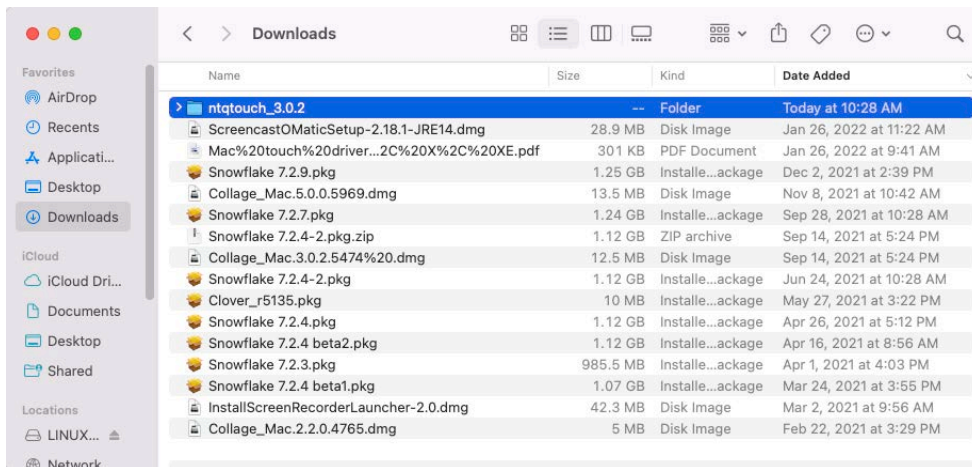 Downloads
Favorites
AirDrop
Recents
Applicati...
Desktop
Downloads
iCloud
iCloud Dri...
Documents
Desktop
Shared
Locations
LINUX...
Network
Name Size Kind Date Added
ntqtouch_3.0.2 -- Folder Today at 10:28 AM
ScreencastOMaticSetup-2.18.1-JRE14.dmg 28.9 MB Disk Image Jan 26, 2022 at 11:22 AM
Mac%20touch%20driver...2C%20X%2C%20XE.pdf 301 KB PDF Document Jan 26, 2022 at 9:41 AM
Snowflake 7.2.9.pkg 1.25 GB Installe...ackage Dec 2, 2021 at 2:39 PM
Collage_Mac.5.0.0.5969.dmg 13.5 MB Disk Image Nov 8, 2021 at 10:42 AM
Snowflake 7.2.7.pkg 1.24 GB Installe...ackage Sep 28, 2021 at 10:28 AM
Snowflake 7.2.4-2.pkg.zip 1.12 GB ZIP archive Sep 14, 2021 at 5:24 PM
Collage_Mac.3.0.2.5474%20.dmg 12.5 MB Disk Image Sep 14, 2021 at 5:24 PM
Snowflake 7.2.4-2.pkg 1.12 GB Installe...ackage Jun 24, 2021 at 10:28 AM
Clover_r5135.pkg 10 MB Installe...ackage May 27, 2021 at 3:22 PM
Snowflake 7.2.4.pkg 1.12 GB Installe...ackage Apr 26, 2021 at 5:12 PM
Snowflake 7.2.4 beta2.pkg 1.12 GB Installe...ackage Apr 16, 2021 at 8:56 AM
Snowflake 7.2.3.pkg 985.5 MB Installe...ackage Apr 1, 2021 at 4:03 PM
Snowflake 7.2.4 beta1.pkg 1.07 GB Installe...ackage Mar 24, 2021 at 3:55 PM
InstallScreenRecorderLauncher-2.0.dmg 42.3 MB Disk Image Mar 2, 2021 at 9:56 AM
Collage_Mac.2.2.0.4765.dmg 5 MB Disk Image Feb 22, 2021 at 3:29 PM